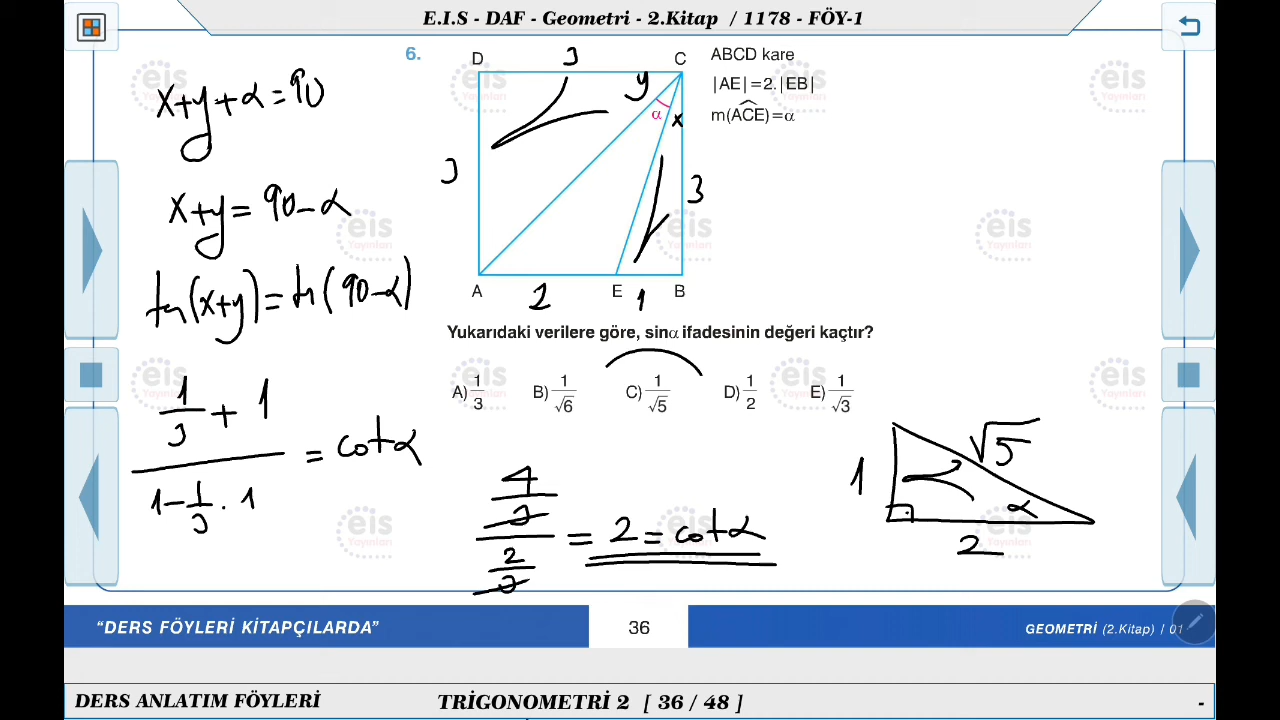 E.I.S - DAF - Geometri - 2.Kitap / 1178 - FÖY-1
6.
D
3
C
y
α
x
3
3
A
2
E
1
B
ABCD kare
|AE|=2.|EB|
m(ACE)=α
x+y+α=90
x+y=90-α
tan(x+y)=tan(90-α)
Yukarıdaki verilere göre, sinα ifadesinin değeri kaçtır?
A) 1/3 B) 1/√6 C) 1/√5 D) 1/2 E) 1/√3
(1/3 + 1)/(1 - 1/3 . 1) = cotα
(4/3)/(2/3) = 2 = cotα
1
√5
α
2
eis Yayınları
"DERS FÖYLERİ KİTAPÇILARDA"
36
GEOMETRİ (2.Kitap) / 01
DERS ANLATIM FÖYLERİ
TRİGONOMETRİ 2 [ 36 / 48 ]
-